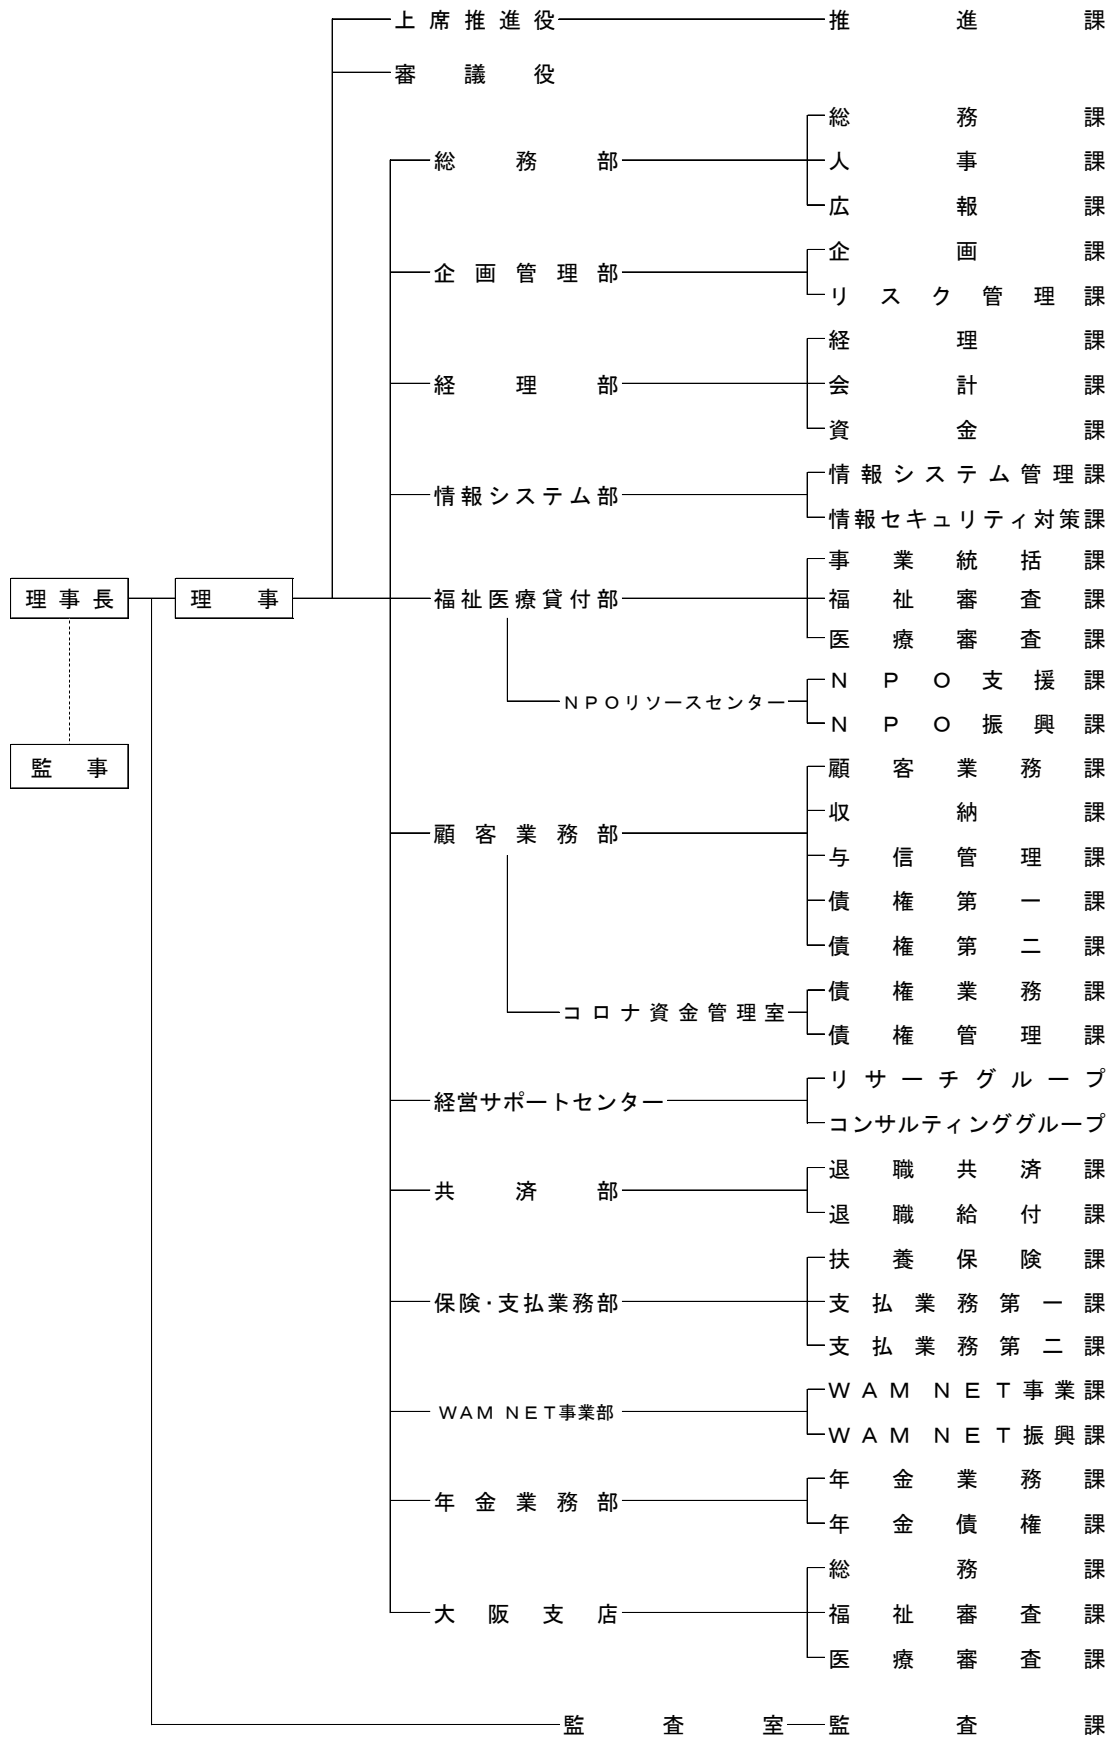 上席推進役 推進課
審議役
総務課
総務部 人事課
広報課
企画課
企画管理部
リスク管理課
経理課
経理部 会計課
資金課
情報システム管理課
情報システム部
情報セキュリティ対策課
事業統括課
理事長 理事 福祉医療貸付部 福祉審査課
医療審査課
NPO支援課
NPOリソースセンター
NPO振興課
監事 顧客業務課
収納課
顧客業務部
与信管理課
債権第一課
債権第二課
債権業務課
コロナ資金管理室
債権管理課
リサーチグループ
経営サポートセンター
コンサルティンググループ
退職共済課
共済部
退職給付課
扶養保険課
保険・支払業務部 支払業務第一課
支払業務第二課
WAM NET事業課
WAM NET事業部
WAM NET振興課
年金業務課
年金業務部
年金債権課
総務課
大阪支店 福祉審査課
医療審査課
監査室 監査課